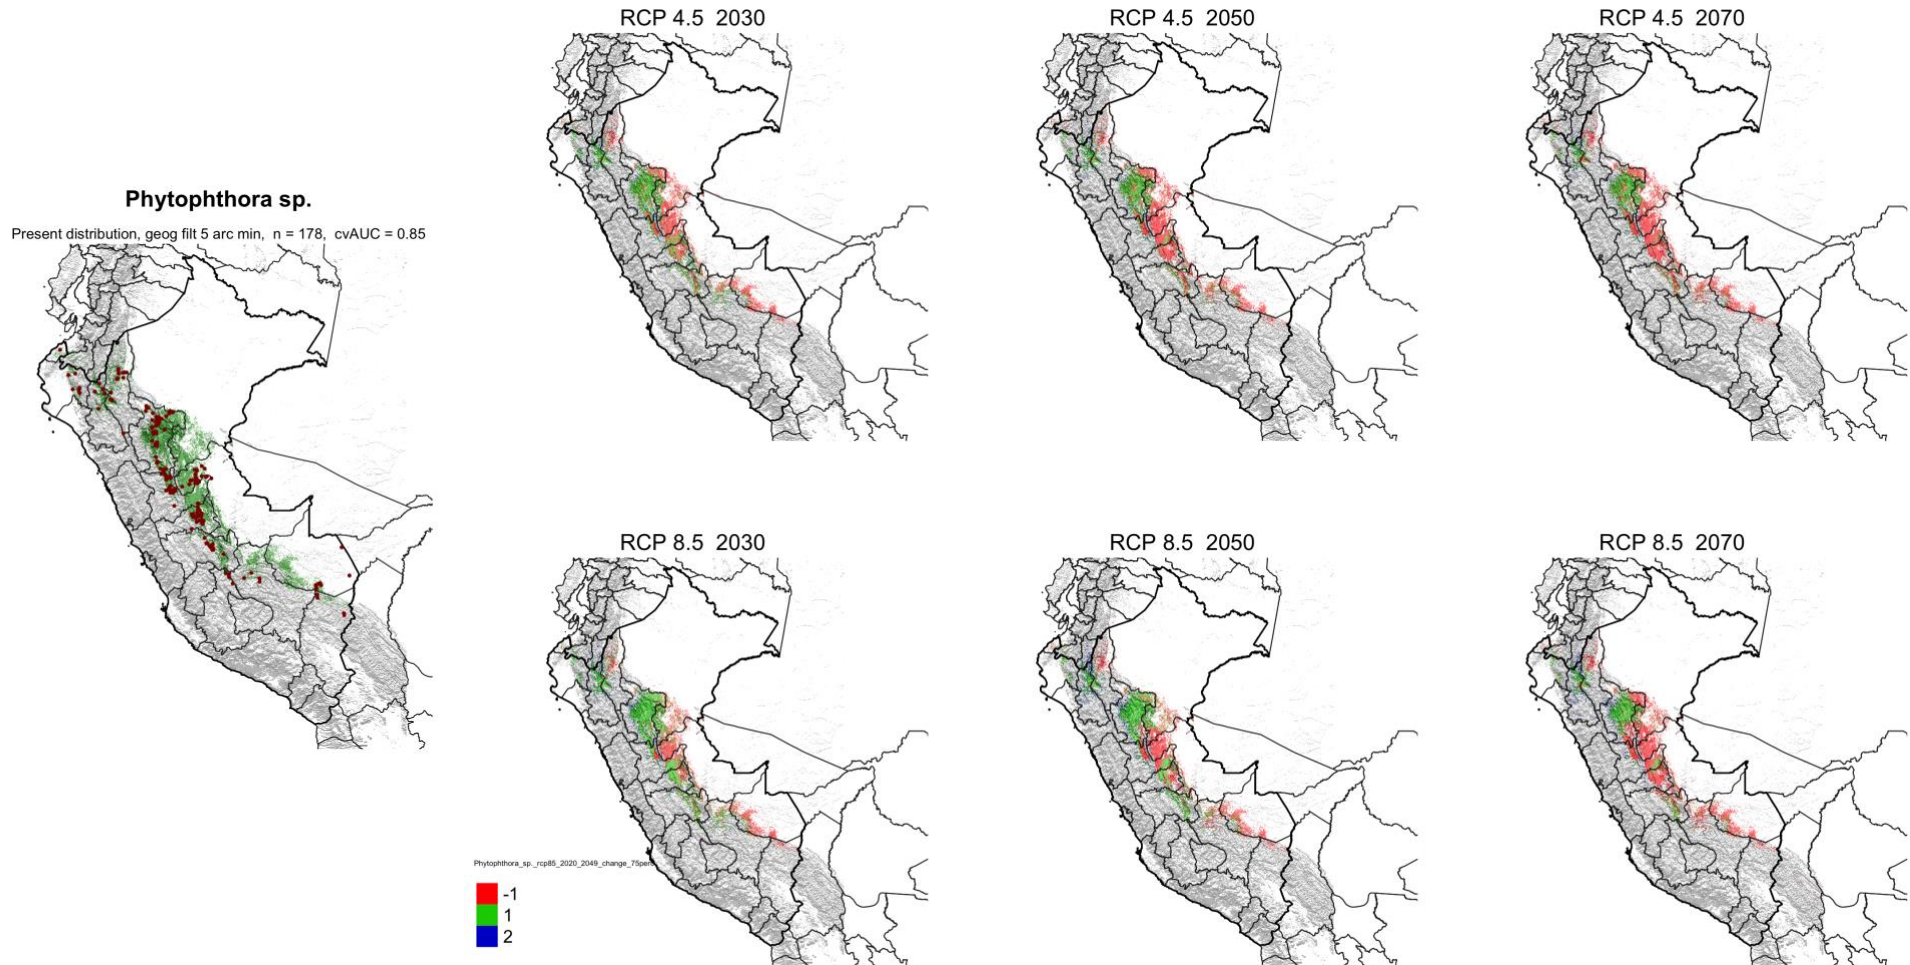 Phytophthora sp.
Present distribution, geog filt 5 arc min, n = 178, cvAUC = 0.85
RCP 4.5 2030
RCP 4.5 2050
RCP 4.5 2070
RCP 8.5 2030
RCP 8.5 2050
RCP 8.5 2070
Phytophthora_sp._rcp85_2020_2049_change_75per
-1
1
2